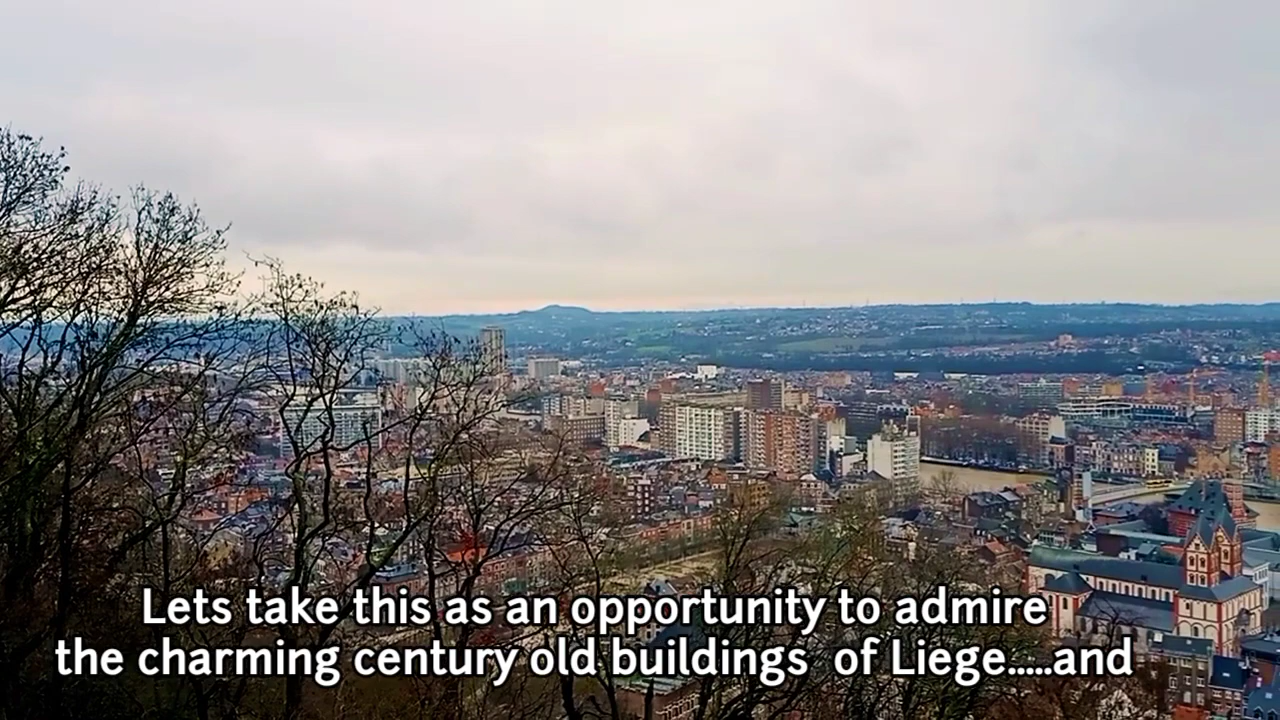 Lets take this as an opportunity to admire
the charming century old buildings  of Liege.....and